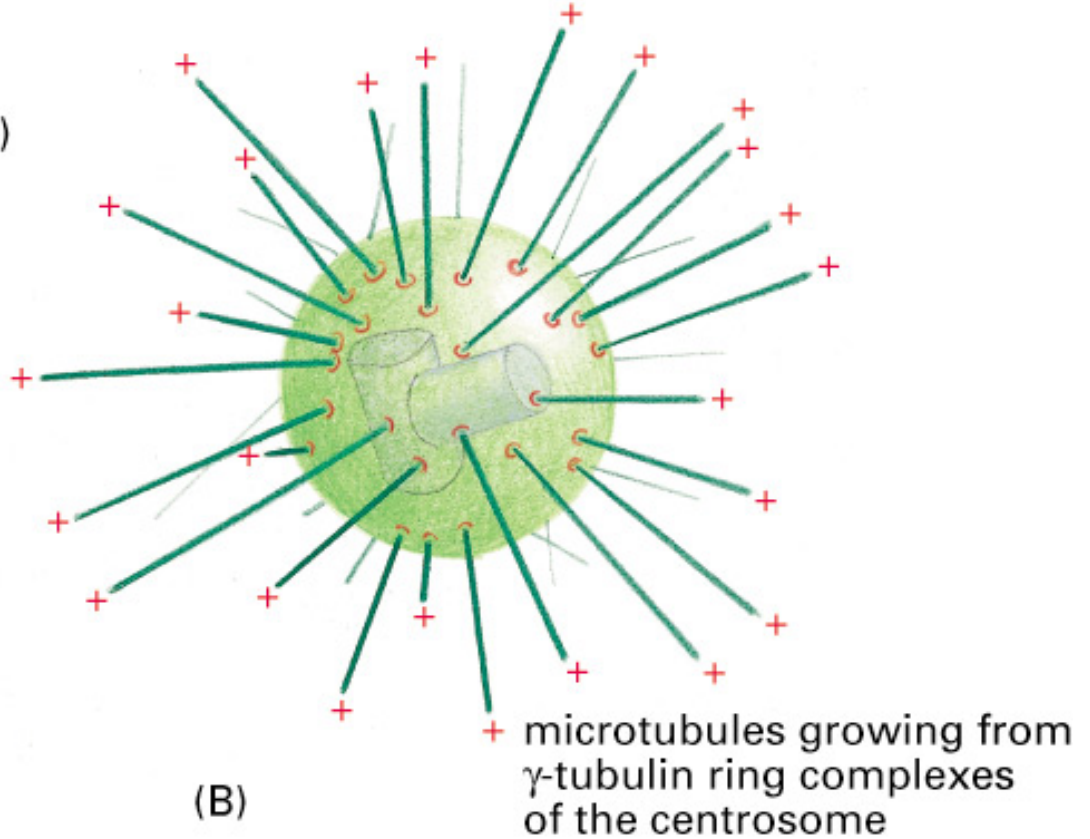 )
microtubules growing from
γ-tubulin ring complexes
of the centrosome
(B)